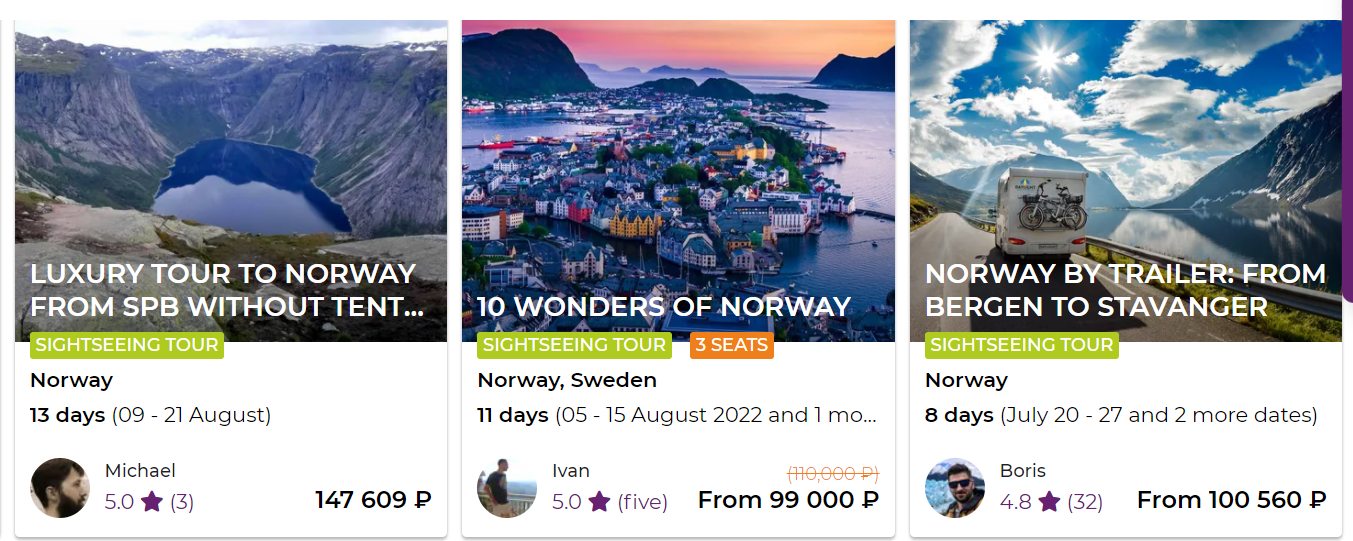 LUXURY TOUR TO NORWAY
FROM SPB WITHOUT TENT...
SIGHTSEEING TOUR
Norway
13 days (09 - 21 August)
Michael
5.0 ★ (3)
147 609 ₽
10 WONDERS OF NORWAY
SIGHTSEEING TOUR
3 SEATS
Norway, Sweden
11 days (05 - 15 August 2022 and 1 mo...
Ivan
(110,000 ₽)
5.0 ★ (five)
From 99 000 ₽
NORWAY BY TRAILER: FROM
BERGEN TO STAVANGER
SIGHTSEEING TOUR
Norway
8 days (July 20 - 27 and 2 more dates)
Boris
4.8 ★ (32)
From 100 560 ₽